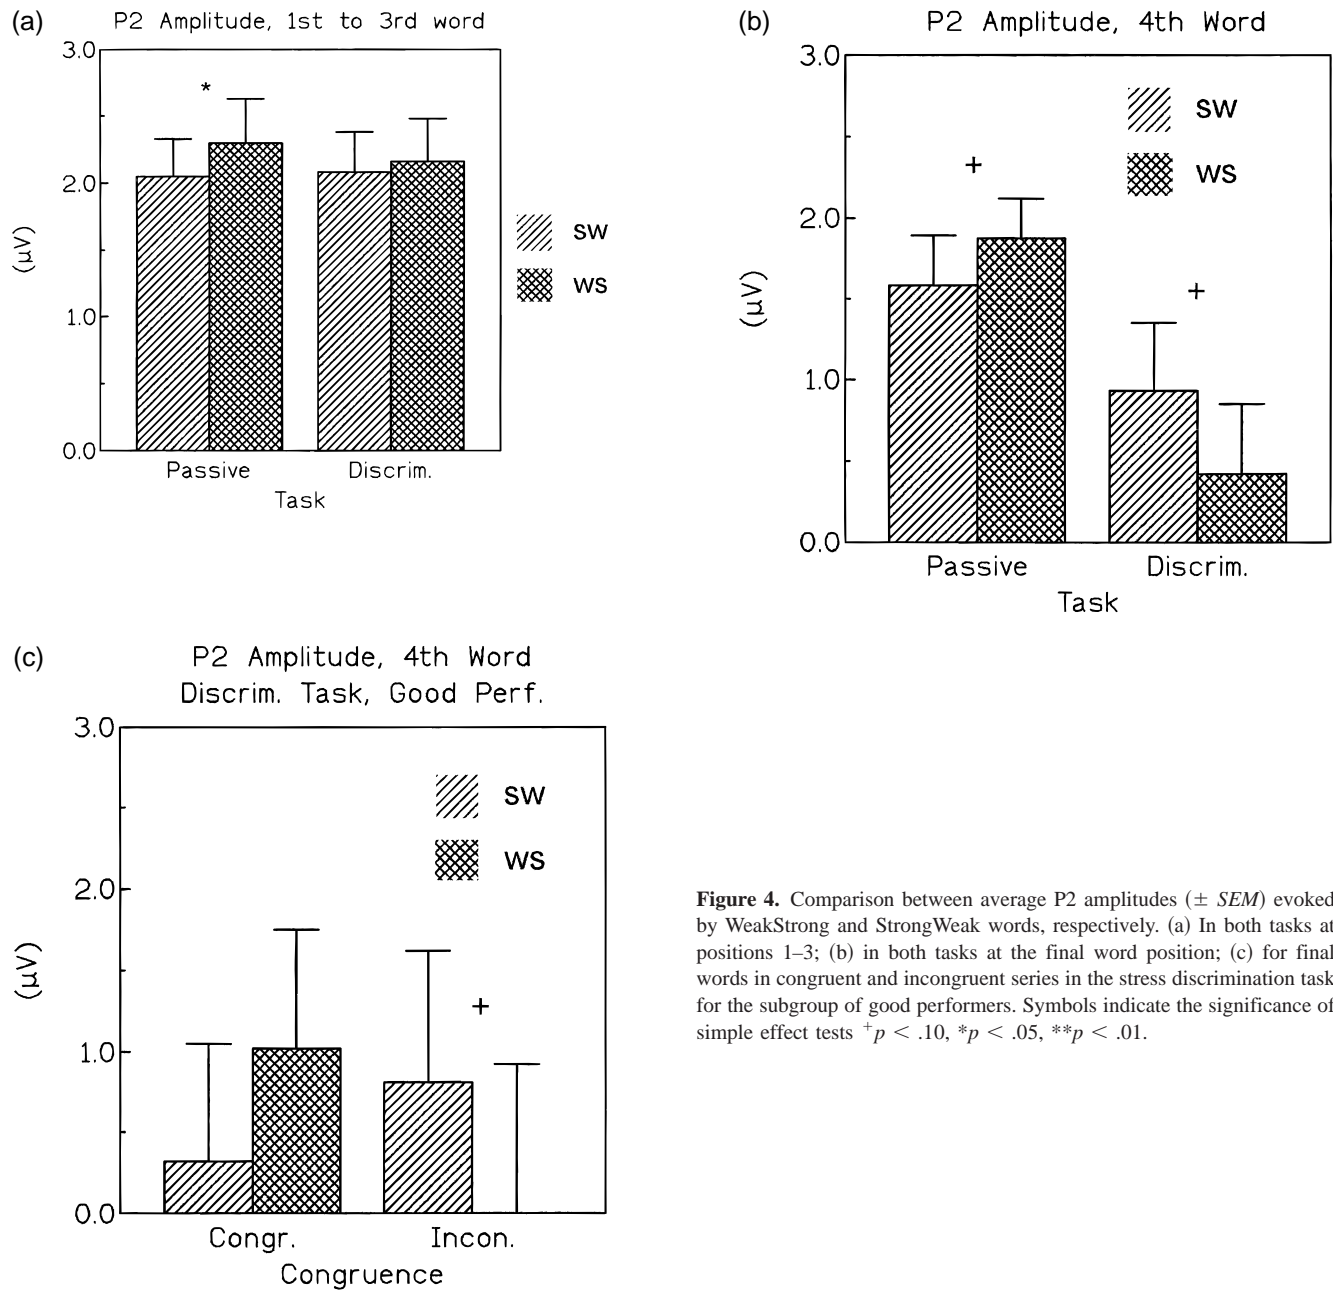 (a)
P2 Amplitude, 1st to 3rd word
3.0
*
2.0
(μV)
SW
WS
1.0
0.0
Passive
Discrim.
Task
(b)
P2 Amplitude, 4th Word
3.0
SW
+
WS
2.0
+
(μV)
1.0
0.0
Passive
Discrim.
Task
(c)
P2 Amplitude, 4th Word
Discrim. Task, Good Perf.
3.0
SW
WS
2.0
(μV)
+
1.0
0.0
Congr.
Incon.
Congruence
Figure 4. Comparison between average P2 amplitudes (± SEM) evoked
by WeakStrong and StrongWeak words, respectively. (a) In both tasks at
positions 1–3; (b) in both tasks at the final word position; (c) for final
words in congruent and incongruent series in the stress discrimination task
for the subgroup of good performers. Symbols indicate the significance of
simple effect tests +p < .10, *p < .05, **p < .01.